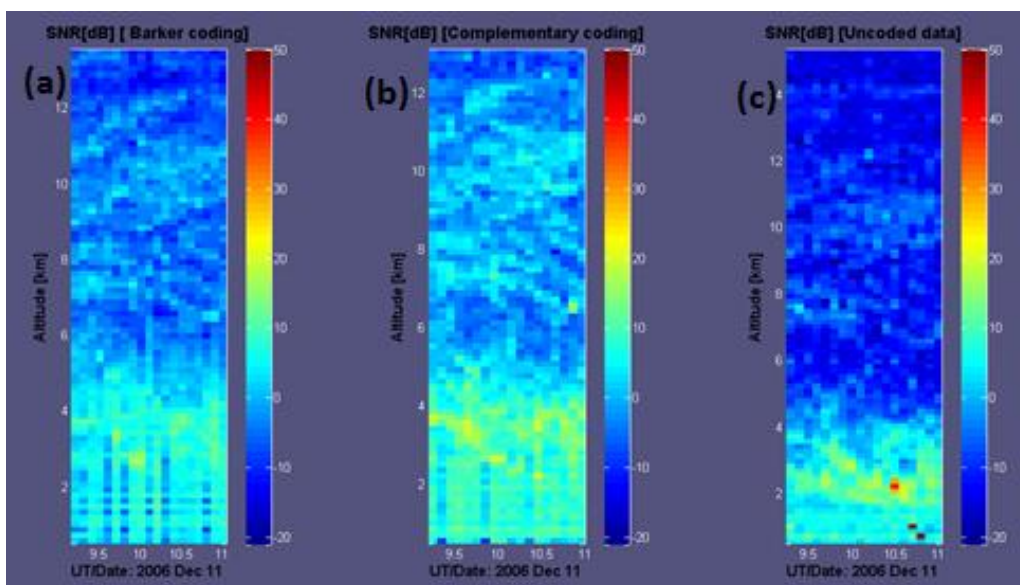 SNR[dB] [ Barker coding]
(a)
50
40
30
20
10
0
-10
-20
Altitude [km]
12
10
8
6
4
2
9.5 10 10.5 11
UT/Date: 2006 Dec 11
SNR[dB] [Complementary coding]
(b)
50
40
30
20
10
0
-10
-20
Altitude [km]
12
10
8
6
4
2
9.5 10 10.5 11
UT/Date: 2006 Dec 11
SNR[dB] [Uncoded data]
(c)
50
40
30
20
10
0
-10
-20
Altitude [km]
4
12
10
8
6
4
2
9.5 10 10.5 11
UT/Date: 2006 Dec 11